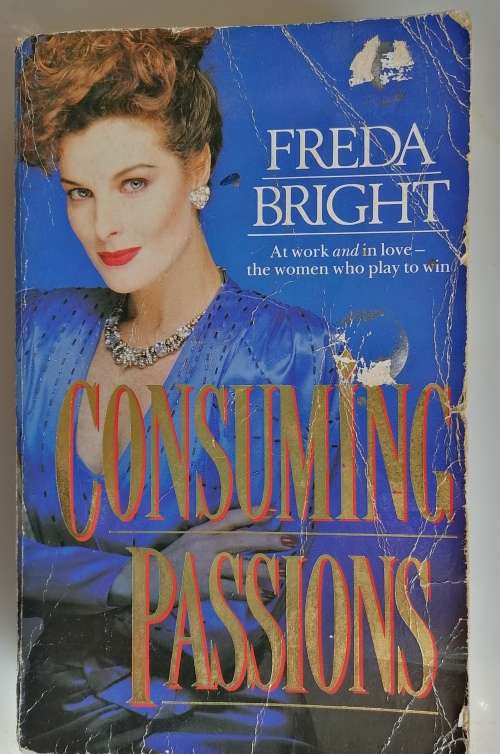 FREDA
BRIGHT
At work and in love –
the women who play to win
CONSUMING
PASSIONS